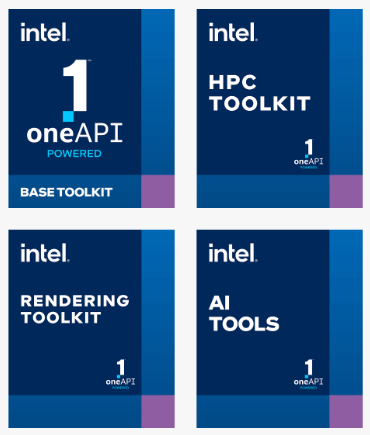 intel.
1
oneAPI
POWERED
BASE TOOLKIT
intel.
HPC
TOOLKIT
1
oneAPI
POWERED
intel.
RENDERING
TOOLKIT
1
oneAPI
POWERED
intel.
AI
TOOLS
1
oneAPI
POWERED